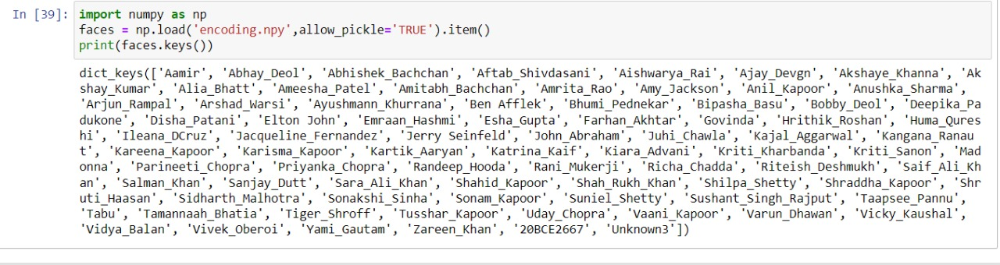 In [39]: import numpy as np
faces = np.load('encoding.npy',allow_pickle='TRUE').item()
print(faces.keys())
dict_keys(['Aamir', 'Abhay_Deol', 'Abhishek_Bachchan', 'Aftab_Shivdasani', 'Aishwarya_Rai', 'Ajay_Devgn', 'Akshaye_Khanna', 'Ak
shay_Kumar', 'Alia_Bhatt', 'Ameesha_Patel', 'Amitabh_Bachchan', 'Amrita_Rao', 'Amy_Jackson', 'Anil_Kapoor', 'Anushka_Sharma',
'Arjun_Rampal', 'Arshad_Warsi', 'Ayushmann_Khurrana', 'Ben Afflek', 'Bhumi_Pednekar', 'Bipasha_Basu', 'Bobby_Deol', 'Deepika_Pa
dukone', 'Disha_Patani', 'Elton John', 'Emraan_Hashmi', 'Esha_Gupta', 'Farhan_Akhtar', 'Govinda', 'Hrithik_Roshan', 'Huma_Qures
hi', 'Ileana_DCruz', 'Jacqueline_Fernandez', 'Jerry Seinfeld', 'John_Abraham', 'Juhi_Chawla', 'Kajal_Aggarwal', 'Kangana_Ranau
t', 'Kareena_Kapoor', 'Karisma_Kapoor', 'Kartik_Aaryan', 'Katrina_Kaif', 'Kiara_Advani', 'Kriti_Kharbanda', 'Kriti_Sanon', 'Mad
onna', 'Parineeti_Chopra', 'Priyanka_Chopra', 'Randeep_Hooda', 'Rani_Mukerji', 'Richa_Chadda', 'Riteish_Deshmukh', 'Saif_Ali_Kh
an', 'Salman_Khan', 'Sanjay_Dutt', 'Sara_Ali_Khan', 'Shahid_Kapoor', 'Shah_Rukh_Khan', 'Shilpa_Shetty', 'Shraddha_Kapoor', 'Shr
uti_Haasan', 'Sidharth_Malhotra', 'Sonakshi_Sinha', 'Sonam_Kapoor', 'Suniel_Shetty', 'Sushant_Singh_Rajput', 'Taapsee_Pannu',
'Tabu', 'Tamannaah_Bhatia', 'Tiger_Shroff', 'Tusshar_Kapoor', 'Uday_Chopra', 'Vaani_Kapoor', 'Varun_Dhawan', 'Vicky_Kaushal',
'Vidya_Balan', 'Vivek_Oberoi', 'Yami_Gautam', 'Zareen_Khan', '20BCE2667', 'Unknown3'])